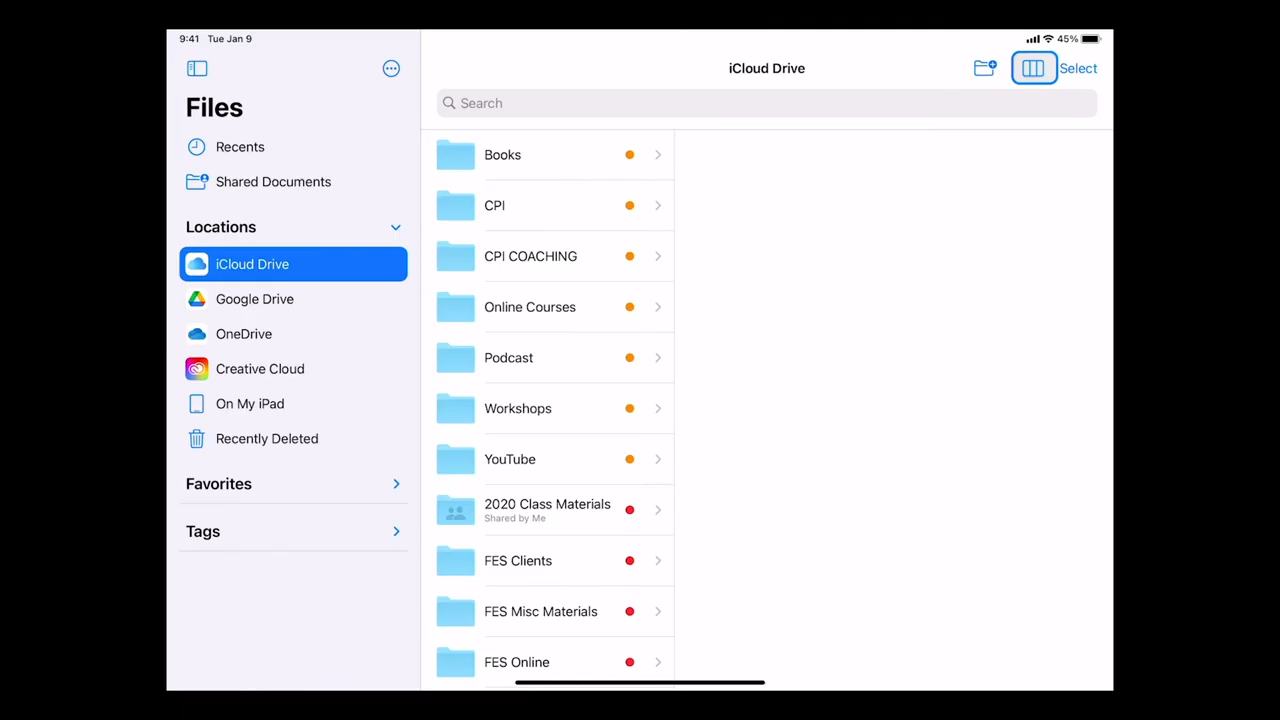 9:41 Tue Jan 9
45%
Files
Recents
Shared Documents
Locations
iCloud Drive
Google Drive
OneDrive
Creative Cloud
On My iPad
Recently Deleted
Favorites
Tags
iCloud Drive
Select
Search
Books
CPI
CPI COACHING
Online Courses
Podcast
Workshops
YouTube
2020 Class Materials
Shared by Me
FES Clients
FES Misc Materials
FES Online